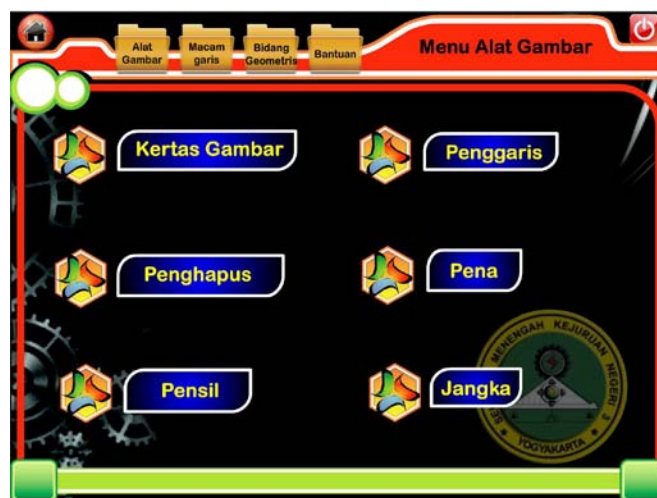 Alat
Gambar
Macam
garis
Bidang
Geometris
Bantuan
Menu Alat Gambar
Kertas Gambar
Penggaris
Penghapus
Pena
Pensil
Jangka
MENENGAH KEJURUAN NEGERI 3
YOGYAKARTA